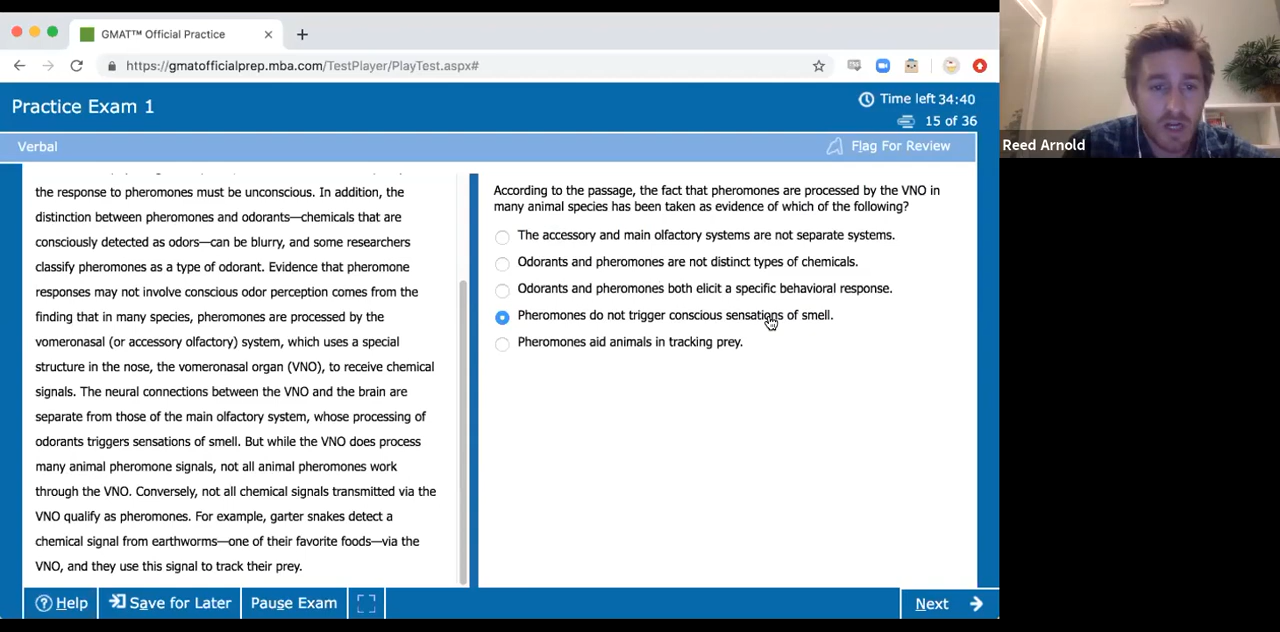 GMAT™ Official Practice
https://gmatofficialprep.mba.com/TestPlayer/PlayTest.aspx#
Practice Exam 1
Time left 34:40
15 of 36
Verbal
Flag For Review
the response to pheromones must be unconscious. In addition, the
distinction between pheromones and odorants—chemicals that are
consciously detected as odors—can be blurry, and some researchers
classify pheromones as a type of odorant. Evidence that pheromone
responses may not involve conscious odor perception comes from the
finding that in many species, pheromones are processed by the
vomeronasal (or accessory olfactory) system, which uses a special
structure in the nose, the vomeronasal organ (VNO), to receive chemical
signals. The neural connections between the VNO and the brain are
separate from those of the main olfactory system, whose processing of
odorants triggers sensations of smell. But while the VNO does process
many animal pheromone signals, not all animal pheromones work
through the VNO. Conversely, not all chemical signals transmitted via the
VNO qualify as pheromones. For example, garter snakes detect a
chemical signal from earthworms—one of their favorite foods—via the
VNO, and they use this signal to track their prey.
According to the passage, the fact that pheromones are processed by the VNO in
many animal species has been taken as evidence of which of the following?
The accessory and main olfactory systems are not separate systems.
Odorants and pheromones are not distinct types of chemicals.
Odorants and pheromones both elicit a specific behavioral response.
Pheromones do not trigger conscious sensations of smell.
Pheromones aid animals in tracking prey.
Help
Save for Later
Pause Exam
Next
Reed Arnold